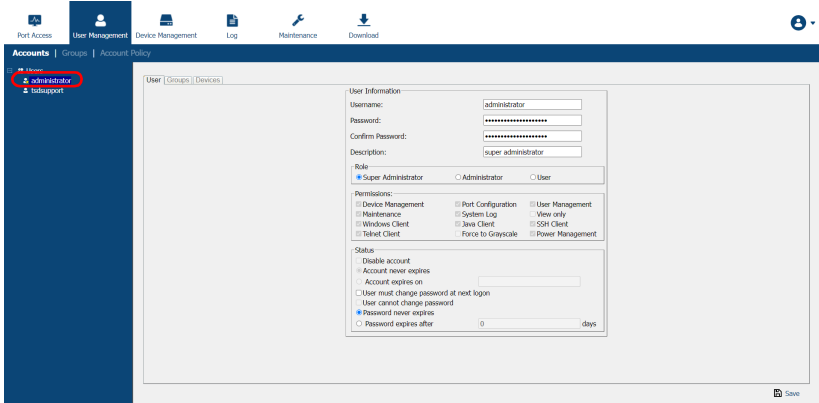 Port Access User Management Device Management Log Maintenance Download
Accounts | Groups | Account Policy
Users
administrator
tsdsupport
User Groups Devices
User Information
Username: administrator
Password: ••••••••••••••••••••
Confirm Password: ••••••••••••••••••••
Description: super administrator
Role
Super Administrator Administrator User
Permissions:
Device Management Port Configuration User Management
Maintenance System Log View only
Windows Client Java Client SSH Client
Telnet Client Force to Grayscale Power Management
Status
Disable account
Account never expires
Account expires on
User must change password at next logon
User cannot change password
Password never expires
Password expires after 0 days
Save